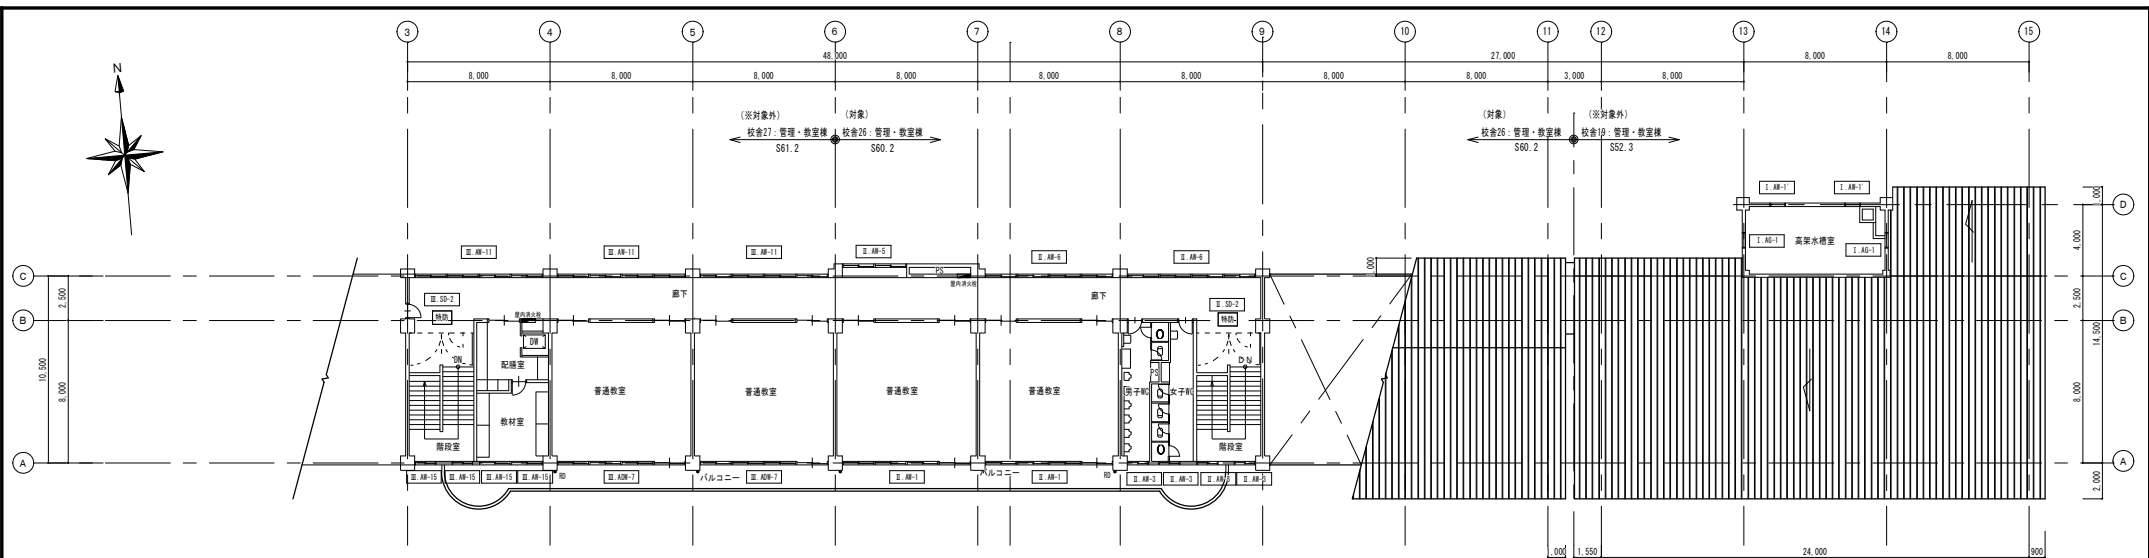 3 4 5 6 7 8 9 10 11 12 13 14 15
48,000 27,000 8,000 8,000
8,000 8,000 8,000 8,000 8,000 8,000 8,000 8,000 3,000 8,000
N
(※対象外) (対象)
校舎27：管理・教室棟 校舎26：管理・教室棟
S61.2 S60.2
(対象) (※対象外)
校舎26：管理・教室棟 校舎19：管理・教室棟
S60.2 S52.3
I.AW-1' I.AW-1'
1,000
D D
I.AG-1 高架水槽室 I.AG-1
4,000
Ⅲ.AW-11 Ⅲ.AW-11 Ⅲ.AW-11 Ⅱ.AW-5 Ⅱ.AW-6 Ⅱ.AW-6
C PS C
屋内消火栓
2,500 Ⅲ.SD-2 廊下 廊下 Ⅱ.SD-2 2,500
特防 屋内消火栓 特防
B B
14,500
DN DW DN
配膳室 PS
10,500 8,000 普通教室 普通教室 普通教室 普通教室 男子WC 女子WC 8,000
教材室
階段室 階段室
A A
Ⅲ.AW-15 Ⅲ.AW-15 Ⅲ.AW-15 Ⅲ.AW-15 RD Ⅲ.ADW-7 バルコニー Ⅲ.ADW-7 Ⅱ.AW-1 バルコニー Ⅱ.AW-1 RD Ⅱ.AW-3 Ⅱ.AW-3 Ⅱ.AW-3 Ⅱ.AW-3
2,000
1,550 24,000 900